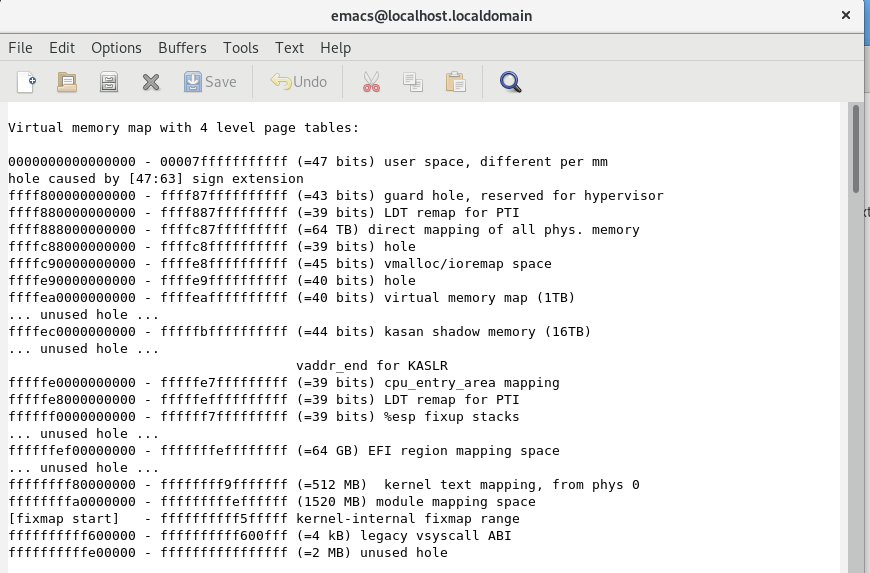 emacs@localhost.localdomain
File Edit Options Buffers Tools Text Help
Save Undo
Virtual memory map with 4 level page tables:
0000000000000000 - 00007fffffffffff (=47 bits) user space, different per mm
hole caused by [47:63] sign extension
ffff800000000000 - ffff87ffffffffff (=43 bits) guard hole, reserved for hypervisor
ffff880000000000 - ffff887fffffffff (=39 bits) LDT remap for PTI
ffff888000000000 - ffffc87fffffffff (=64 TB) direct mapping of all phys. memory
ffffc88000000000 - ffffc8ffffffffff (=39 bits) hole
ffffc90000000000 - ffffe8ffffffffff (=45 bits) vmalloc/ioremap space
ffffe90000000000 - ffffe9ffffffffff (=40 bits) hole
ffffea0000000000 - ffffeaffffffffff (=40 bits) virtual memory map (1TB)
... unused hole ...
ffffec0000000000 - fffffbffffffffff (=44 bits) kasan shadow memory (16TB)
... unused hole ...
vaddr_end for KASLR
fffffe0000000000 - fffffe7fffffffff (=39 bits) cpu_entry_area mapping
fffffe8000000000 - fffffeffffffffff (=39 bits) LDT remap for PTI
ffffff0000000000 - ffffff7fffffffff (=39 bits) %esp fixup stacks
... unused hole ...
ffffffef00000000 - fffffffeffffffff (=64 GB) EFI region mapping space
... unused hole ...
ffffffff80000000 - ffffffff9fffffff (=512 MB)  kernel text mapping, from phys 0
ffffffffa0000000 - fffffffffeffffff (1520 MB) module mapping space
[fixmap start]   - ffffffffff5fffff kernel-internal fixmap range
ffffffffff600000 - ffffffffff600fff (=4 kB) legacy vsyscall ABI
ffffffffffe00000 - ffffffffffffffff (=2 MB) unused hole